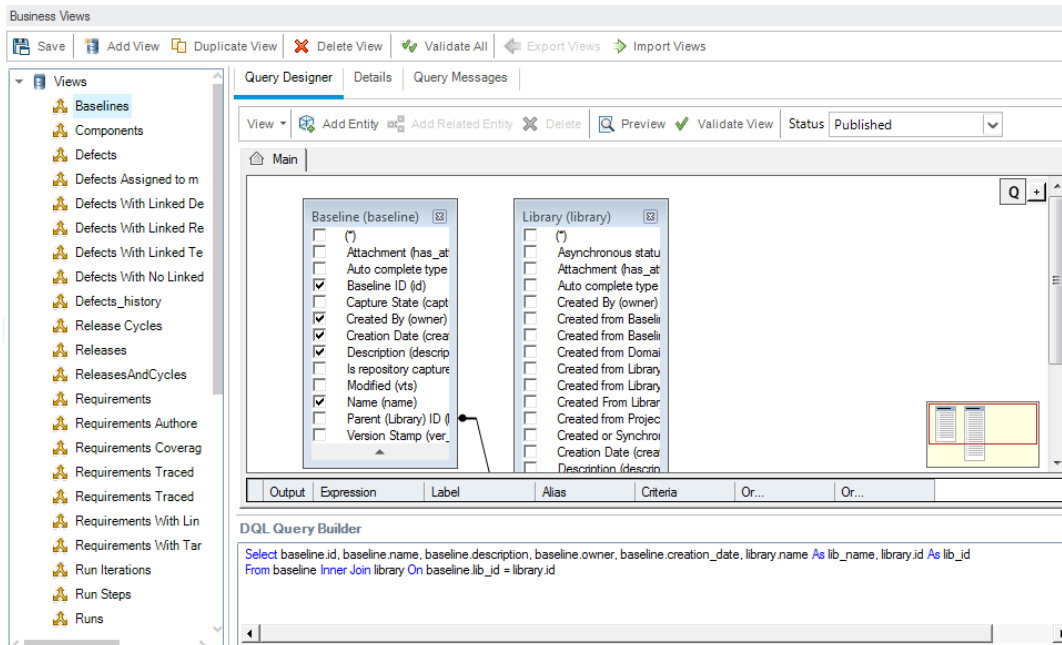 Business Views
Save Add View Duplicate View Delete View Validate All Export Views Import Views
Views
Baselines
Components
Defects
Defects Assigned to m
Defects With Linked De
Defects With Linked Re
Defects With Linked Te
Defects With No Linked
Defects_history
Release Cycles
Releases
ReleasesAndCycles
Requirements
Requirements Authore
Requirements Coverag
Requirements Traced
Requirements Traced
Requirements With Lin
Requirements With Tar
Run Iterations
Run Steps
Runs
Query Designer Details Query Messages
View Add Entity Add Related Entity Delete Preview Validate View Status Published
Main
Q +
Baseline (baseline)
(*)
Attachment (has_at
Auto complete type
Baseline ID (id)
Capture State (capt
Created By (owner)
Creation Date (crea
Description (descrip
Is repository capture
Modified (vts)
Name (name)
Parent (Library) ID (
Version Stamp (ver_
Library (library)
(*)
Asynchronous statu
Attachment (has_at
Auto complete type
Created By (owner)
Created from Baseli
Created from Baseli
Created from Domai
Created from Library
Created from Library
Created From Librar
Created from Projec
Created or Synchro
Creation Date (crea
Description (descrip
Output Expression Label Alias Criteria Or... Or...
DQL Query Builder
Select baseline.id, baseline.name, baseline.description, baseline.owner, baseline.creation_date, library.name As lib_name, library.id As lib_id
From baseline Inner Join library On baseline.lib_id = library.id